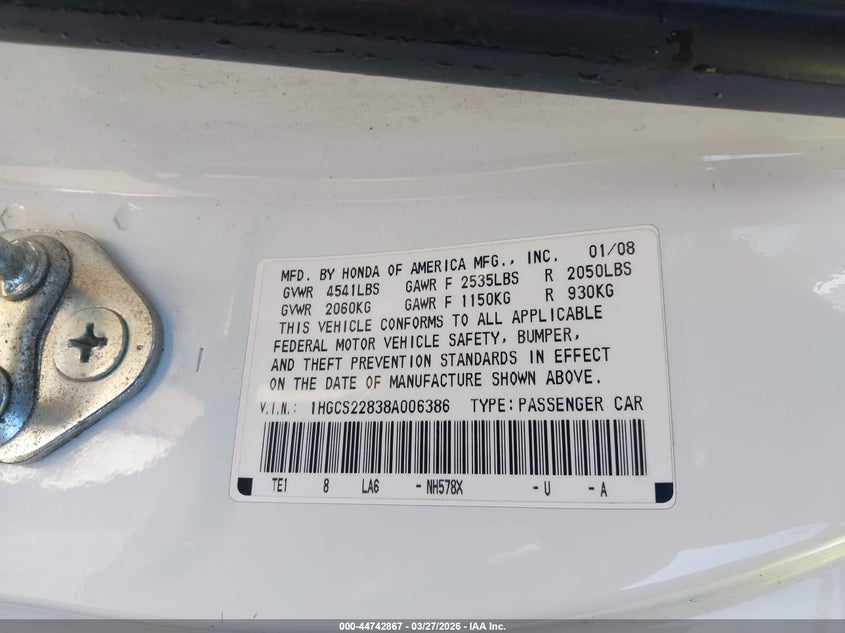 MFD. BY HONDA OF AMERICA MFG., INC. 01/08
GVWR 4541LBS GAWR F 2535LBS R 2050LBS
GVWR 2060KG GAWR F 1150KG R 930KG
THIS VEHICLE CONFORMS TO ALL APPLICABLE
FEDERAL MOTOR VEHICLE SAFETY, BUMPER,
AND THEFT PREVENTION STANDARDS IN EFFECT
ON THE DATE OF MANUFACTURE SHOWN ABOVE.
V.I.N.: 1HGCS22838A006386 TYPE: PASSENGER CAR
TE1 8 LA6 - NH578X - U - A
000-44742867 | 03/27/2026 | IAA Inc.